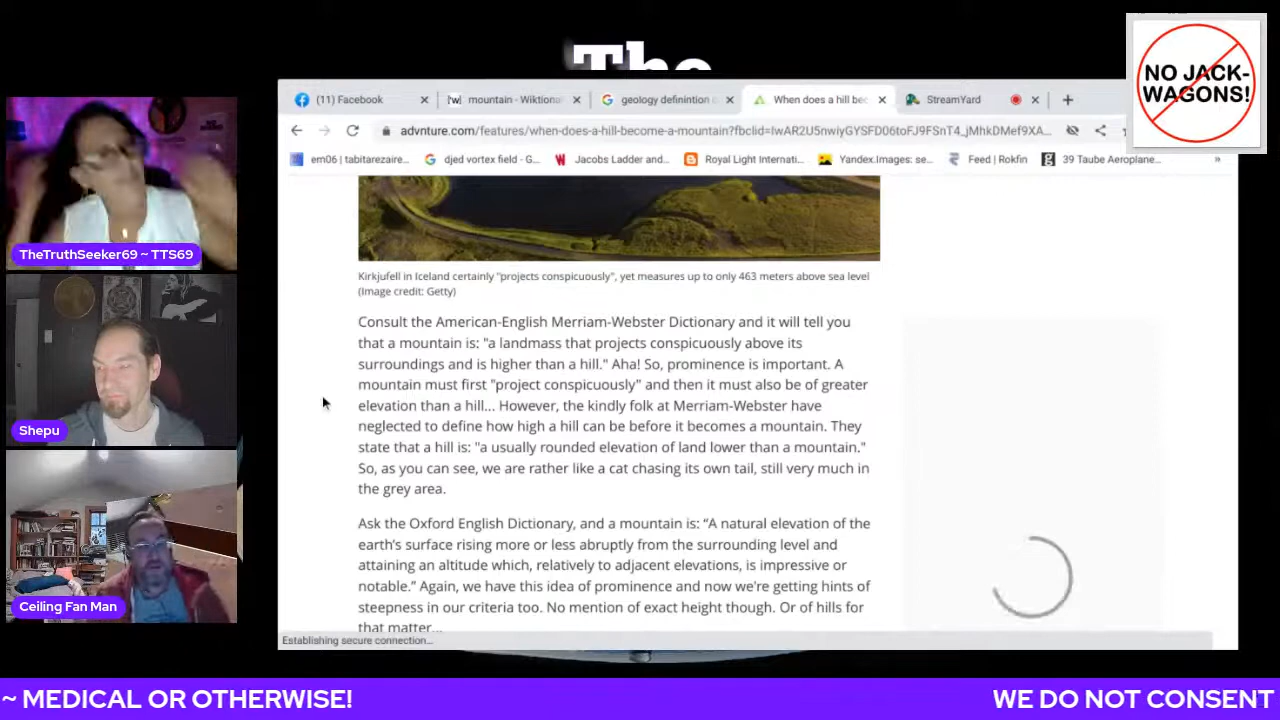 The
NO JACK-
WAGONS!
(11) Facebook
mountain - Wiktion
geology definintion
When does a hill bec
StreamYard
advnture.com/features/when-does-a-hill-become-a-mountain?fbclid=IwAR2U5nwiyGYSFD06toFJ9FSnT4_jMhkDMef9XA...
em06 | tabitarezaire...
djed vortex field - G...
Jacobs Ladder and...
Royal Light Internati...
Yandex.Images: se...
Feed | Rokfin
39 Taube Aeroplane...
»
TheTruthSeeker69 ~ TTS69
Shepu
Ceiling Fan Man
Kirkjufell in Iceland certainly "projects conspicuously", yet measures up to only 463 meters above sea level
(Image credit: Getty)
Consult the American-English Merriam-Webster Dictionary and it will tell you
that a mountain is: "a landmass that projects conspicuously above its
surroundings and is higher than a hill." Aha! So, prominence is important. A
mountain must first "project conspicuously" and then it must also be of greater
elevation than a hill... However, the kindly folk at Merriam-Webster have
neglected to define how high a hill can be before it becomes a mountain. They
state that a hill is: "a usually rounded elevation of land lower than a mountain."
So, as you can see, we are rather like a cat chasing its own tail, still very much in
the grey area.
Ask the Oxford English Dictionary, and a mountain is: “A natural elevation of the
earth’s surface rising more or less abruptly from the surrounding level and
attaining an altitude which, relatively to adjacent elevations, is impressive or
notable.” Again, we have this idea of prominence and now we're getting hints of
steepness in our criteria too. No mention of exact height though. Or of hills for
that matter...
Establishing secure connection...
~ MEDICAL OR OTHERWISE!
WE DO NOT CONSENT